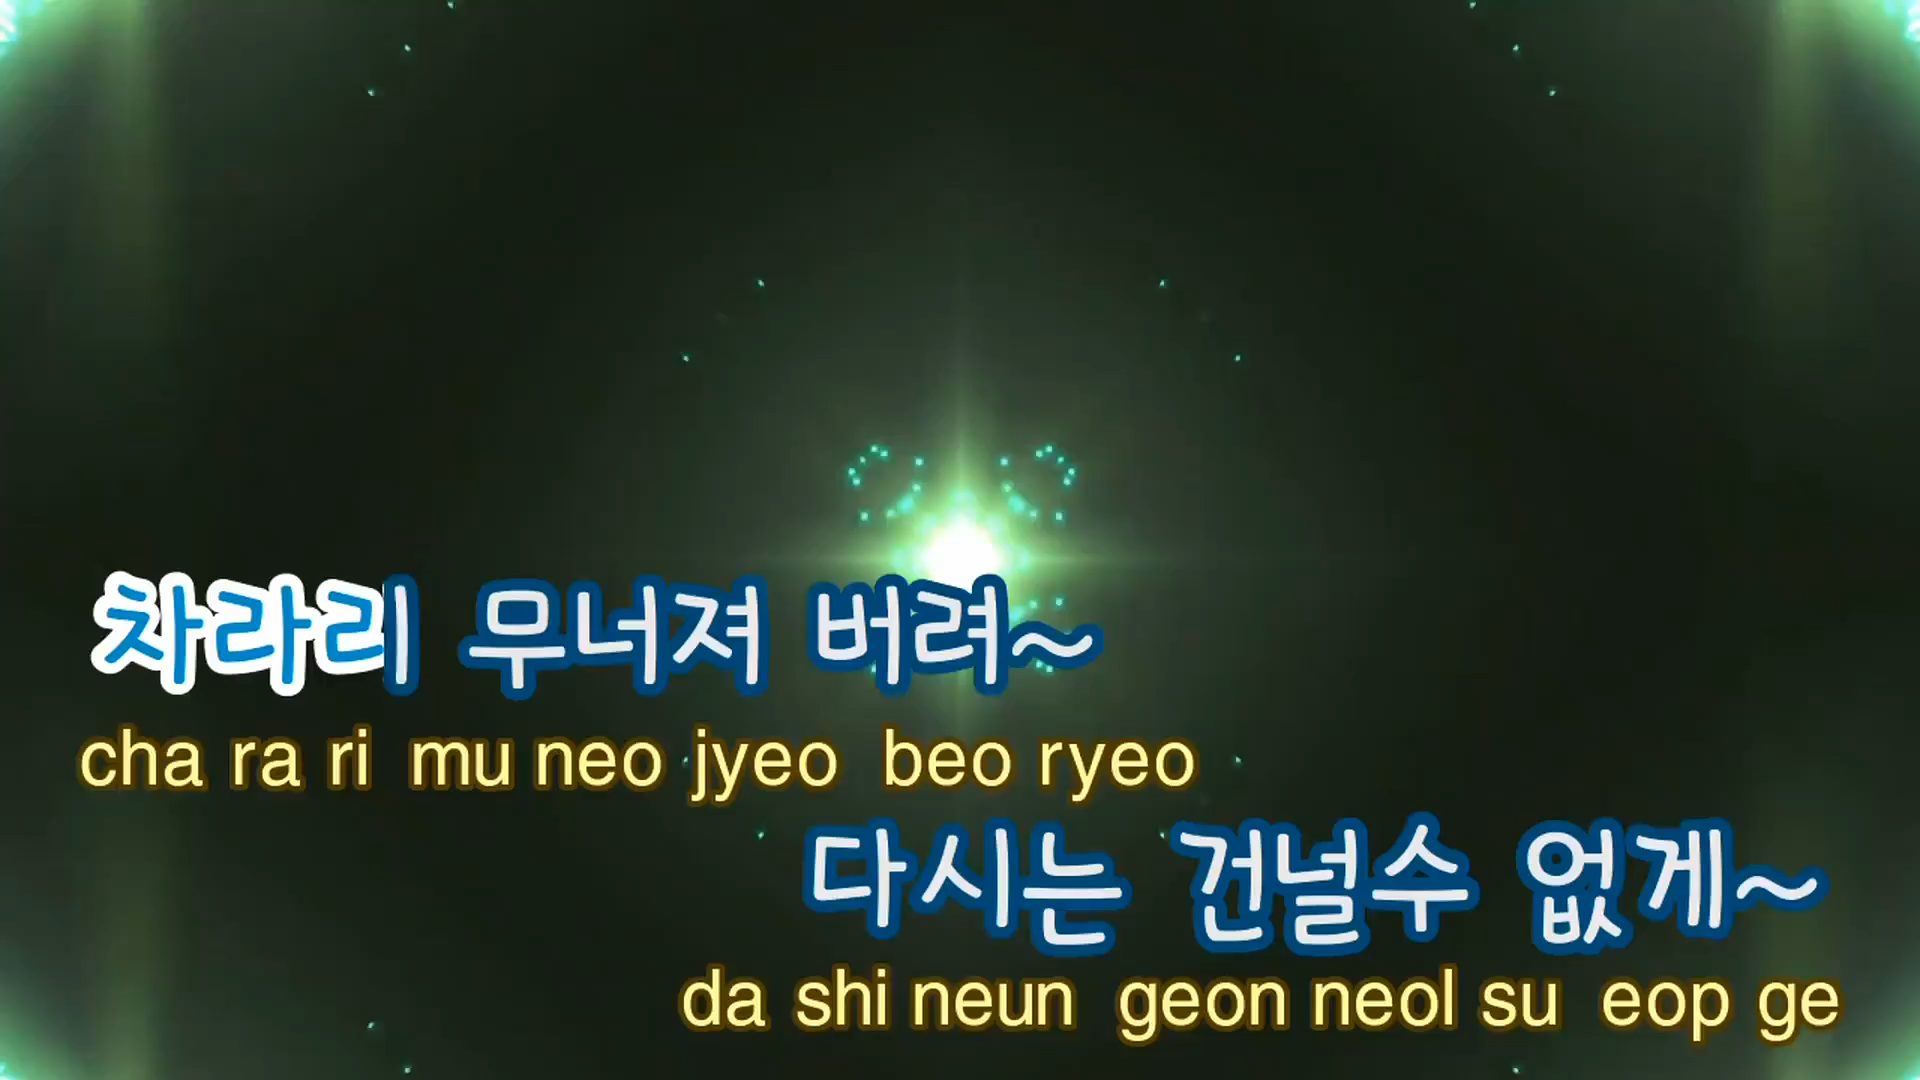 차라리 무너져 버려~
cha ra ri mu neo jyeo beo ryeo
다시는 건널수 없게~
da shi neun geon neol su eop ge